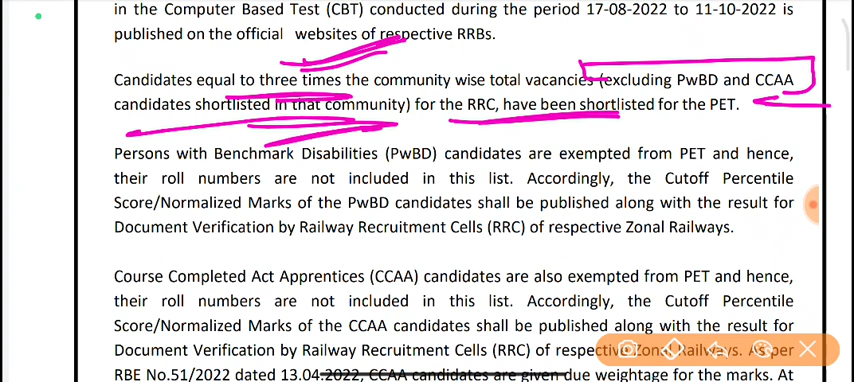 in the Computer Based Test (CBT) conducted during the period 17-08-2022 to 11-10-2022 is
published on the official websites of respective RRBs.
Candidates equal to three times the community wise total vacancies (excluding PwBD and CCAA
candidates shortlisted in that community) for the RRC, have been shortlisted for the PET.
Persons with Benchmark Disabilities (PwBD) candidates are exempted from PET and hence,
their roll numbers are not included in this list. Accordingly, the Cutoff Percentile
Score/Normalized Marks of the PwBD candidates shall be published along with the result for
Document Verification by Railway Recruitment Cells (RRC) of respective Zonal Railways.
Course Completed Act Apprentices (CCAA) candidates are also exempted from PET and hence,
their roll numbers are not included in this list. Accordingly, the Cutoff Percentile
Score/Normalized Marks of the CCAA candidates shall be published along with the result for
Document Verification by Railway Recruitment Cells (RRC) of respective Zonal Railways. As per
RBE No.51/2022 dated 13.04.2022, CCAA candidates are given due weightage for the marks. At